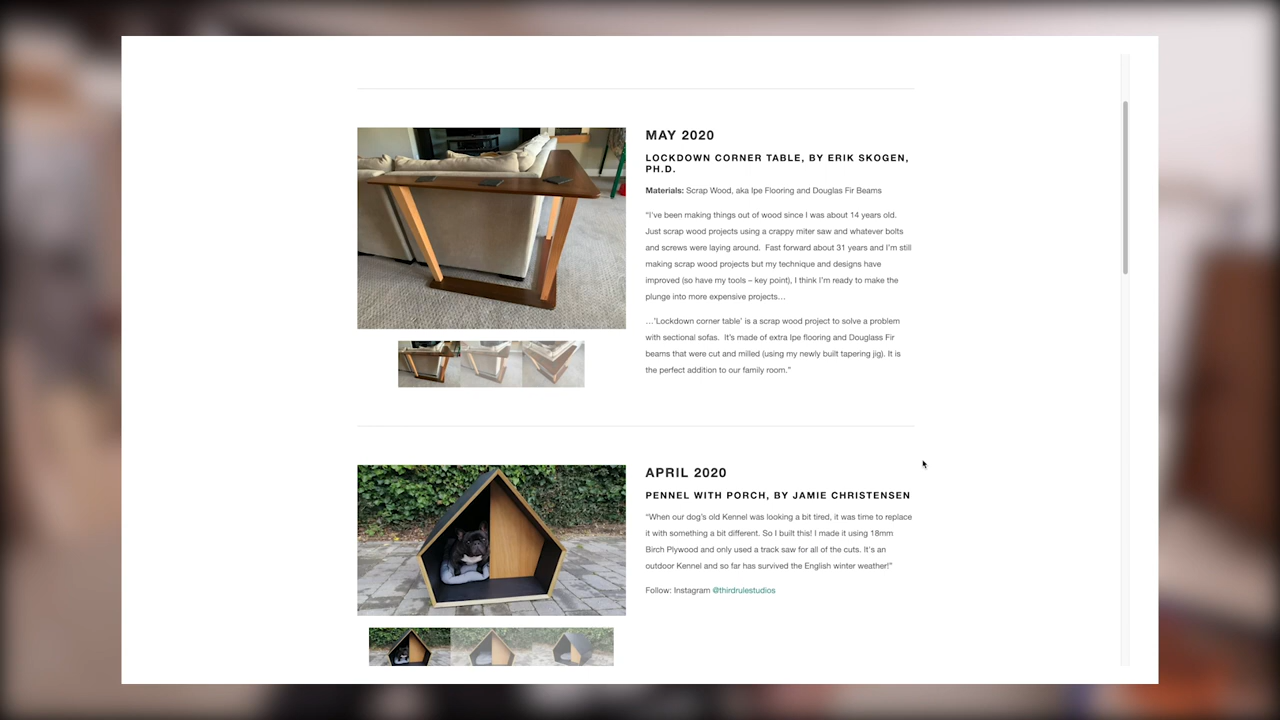 MAY 2020
LOCKDOWN CORNER TABLE, BY ERIK SKOGEN,
PH.D.
Materials: Scrap Wood, aka Ipe Flooring and Douglas Fir Beams
“I’ve been making things out of wood since I was about 14 years old.
Just scrap wood projects using a crappy miter saw and whatever bolts
and screws were laying around.  Fast forward about 31 years and I’m still
making scrap wood projects but my technique and designs have
improved (so have my tools – key point), I think I’m ready to make the
plunge into more expensive projects…
…’Lockdown corner table’ is a scrap wood project to solve a problem
with sectional sofas.  It’s made of extra Ipe flooring and Douglass Fir
beams that were cut and milled (using my newly built tapering jig). It is
the perfect addition to our family room.”
APRIL 2020
PENNEL WITH PORCH, BY JAMIE CHRISTENSEN
“When our dog’s old Kennel was looking a bit tired, it was time to replace
it with something a bit different. So I built this! I made it using 18mm
Birch Plywood and only used a track saw for all of the cuts. It’s an
outdoor Kennel and so far has survived the English winter weather!”
Follow: Instagram @thirdrulestudios